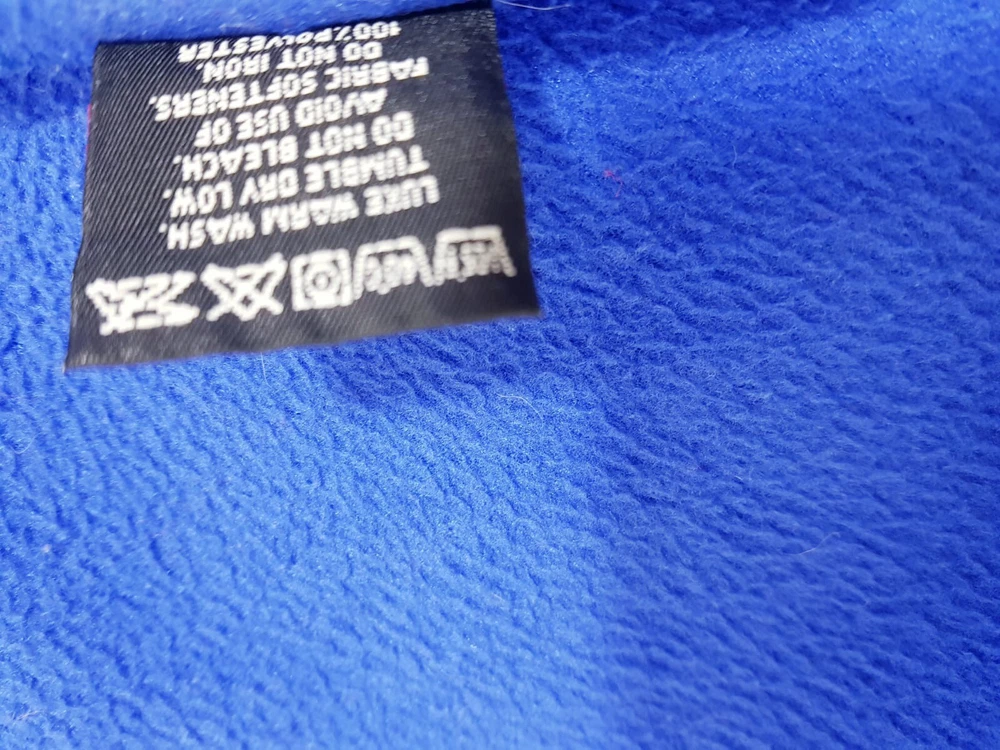 LUKE WARM WASH.
TUMBLE DRY LOW.
DO NOT BLEACH.
AVOID USE OF
FABRIC SOFTENERS.
DO NOT IRON.
100%POLYESTER